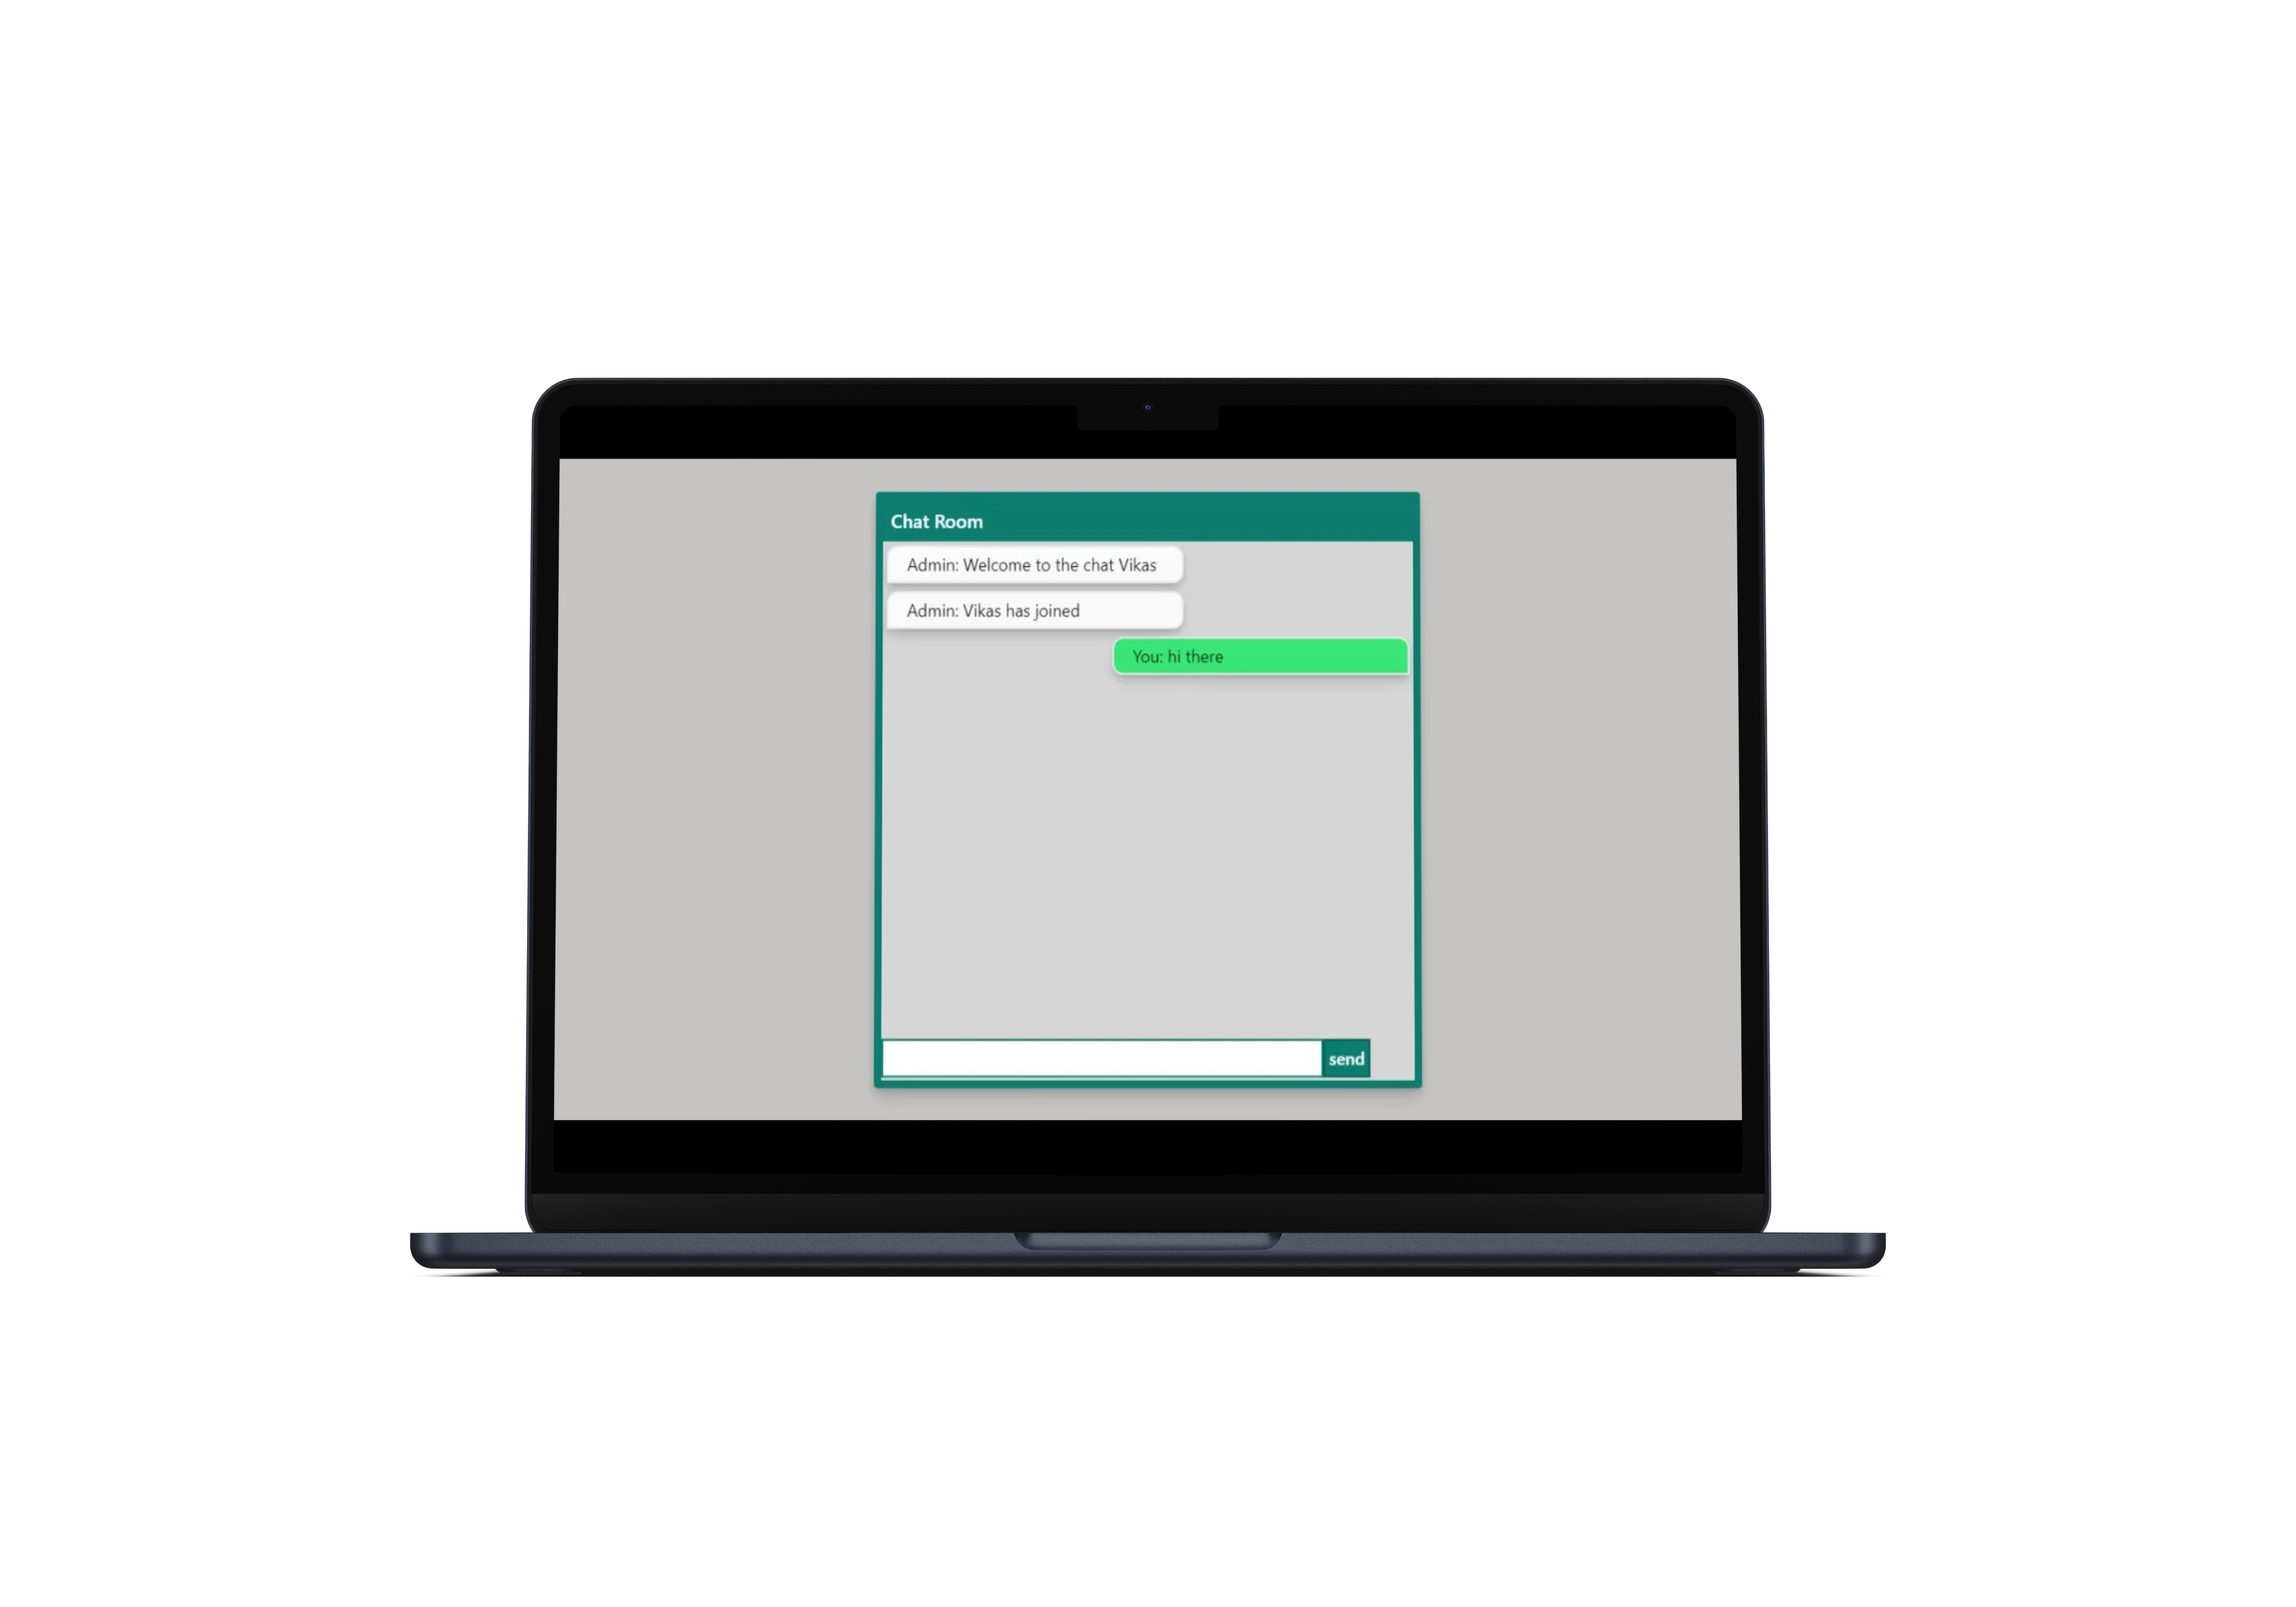 Chat Room
Admin: Welcome to the chat Vikas
Admin: Vikas has joined
You: hi there
send